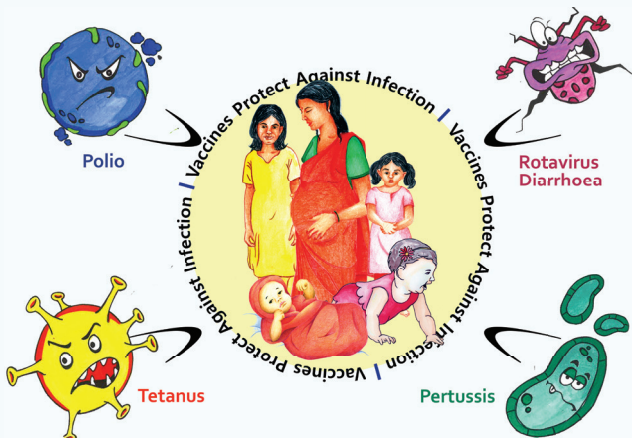 Vaccines Protect Against Infection | Vaccines Protect Against Infection | Vaccines Protect Against Infection |
Polio
Rotavirus
Diarrhoea
Tetanus
Pertussis